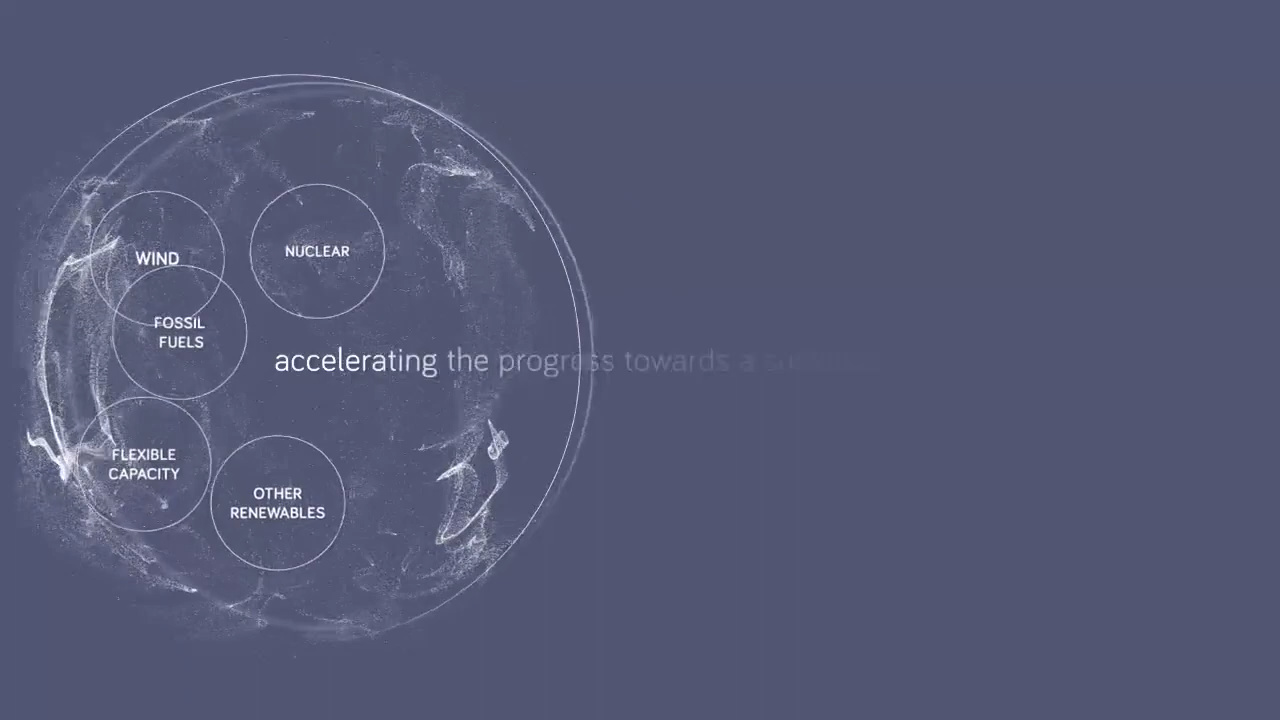 WIND
NUCLEAR
FOSSIL
FUELS
accelerating the progress towards a
FLEXIBLE
CAPACITY
OTHER
RENEWABLES